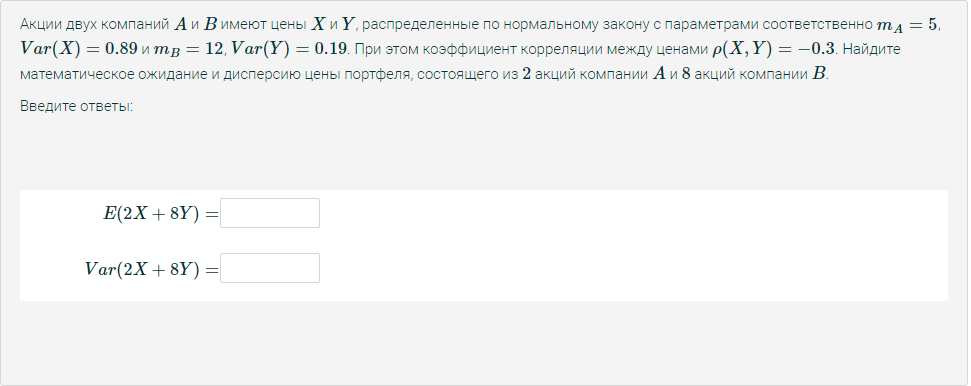 Акции двух компаний A и B имеют цены X и Y, распределенные по нормальному закону с параметрами соответственно m_A = 5,
Var(X) = 0.89 и m_B = 12, Var(Y) = 0.19. При этом коэффициент корреляции между ценами ρ(X, Y) = −0.3. Найдите
математическое ожидание и дисперсию цены портфеля, состоящего из 2 акций компании A и 8 акций компании B.
Введите ответы:
E(2X + 8Y) =
Var(2X + 8Y) =